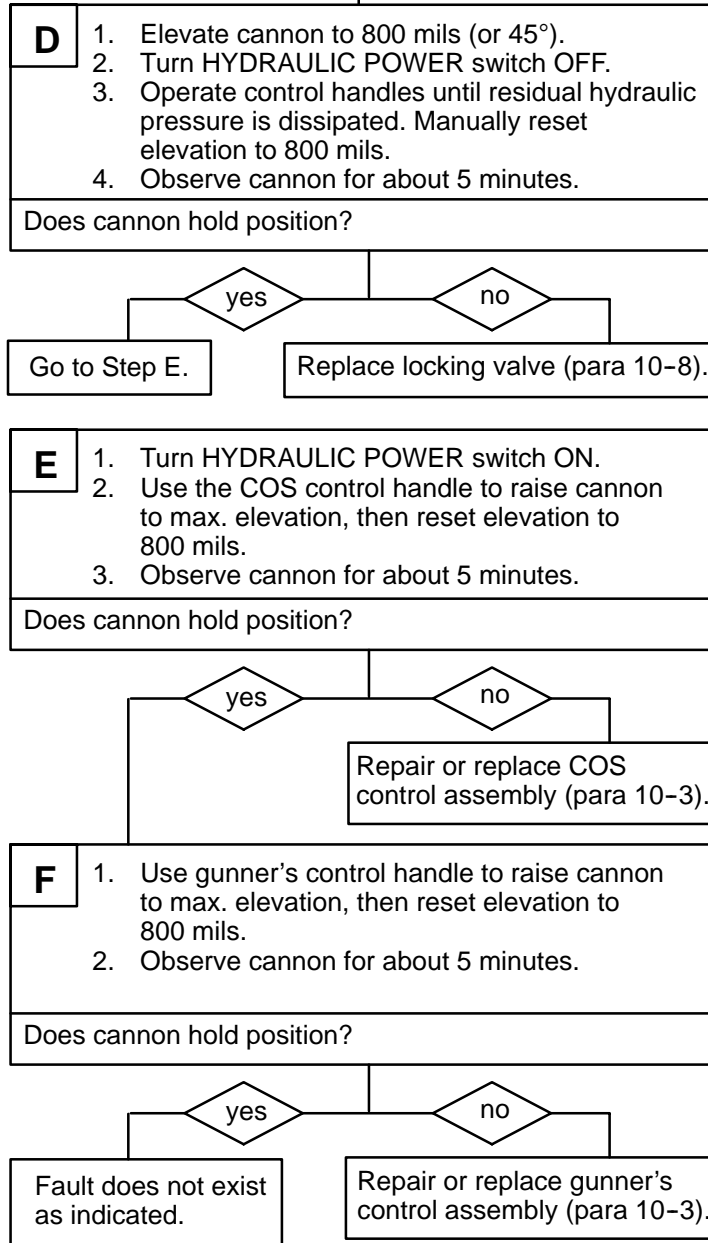 D
1. Elevate cannon to 800 mils (or 45°).
2. Turn HYDRAULIC POWER switch OFF.
3. Operate control handles until residual hydraulic
pressure is dissipated. Manually reset
elevation to 800 mils.
4. Observe cannon for about 5 minutes.
Does cannon hold position?
yes
no
Go to Step E.
Replace locking valve (para 10-8).
E
1. Turn HYDRAULIC POWER switch ON.
2. Use the COS control handle to raise cannon
to max. elevation, then reset elevation to
800 mils.
3. Observe cannon for about 5 minutes.
Does cannon hold position?
yes
no
Repair or replace COS
control assembly (para 10-3).
F
1. Use gunner's control handle to raise cannon
to max. elevation, then reset elevation to
800 mils.
2. Observe cannon for about 5 minutes.
Does cannon hold position?
yes
no
Fault does not exist
as indicated.
Repair or replace gunner's
control assembly (para 10-3).